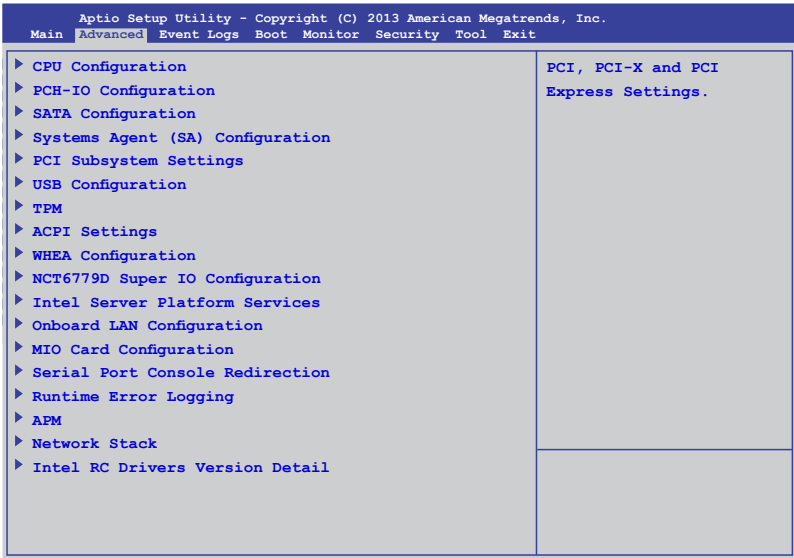 Aptio Setup Utility - Copyright (C) 2013 American Megatrends, Inc.
Main Advanced Event Logs Boot Monitor Security Tool Exit
CPU Configuration
PCH-IO Configuration
SATA Configuration
Systems Agent (SA) Configuration
PCI Subsystem Settings
USB Configuration
TPM
ACPI Settings
WHEA Configuration
NCT6779D Super IO Configuration
Intel Server Platform Services
Onboard LAN Configuration
MIO Card Configuration
Serial Port Console Redirection
Runtime Error Logging
APM
Network Stack
Intel RC Drivers Version Detail
PCI, PCI-X and PCI
Express Settings.